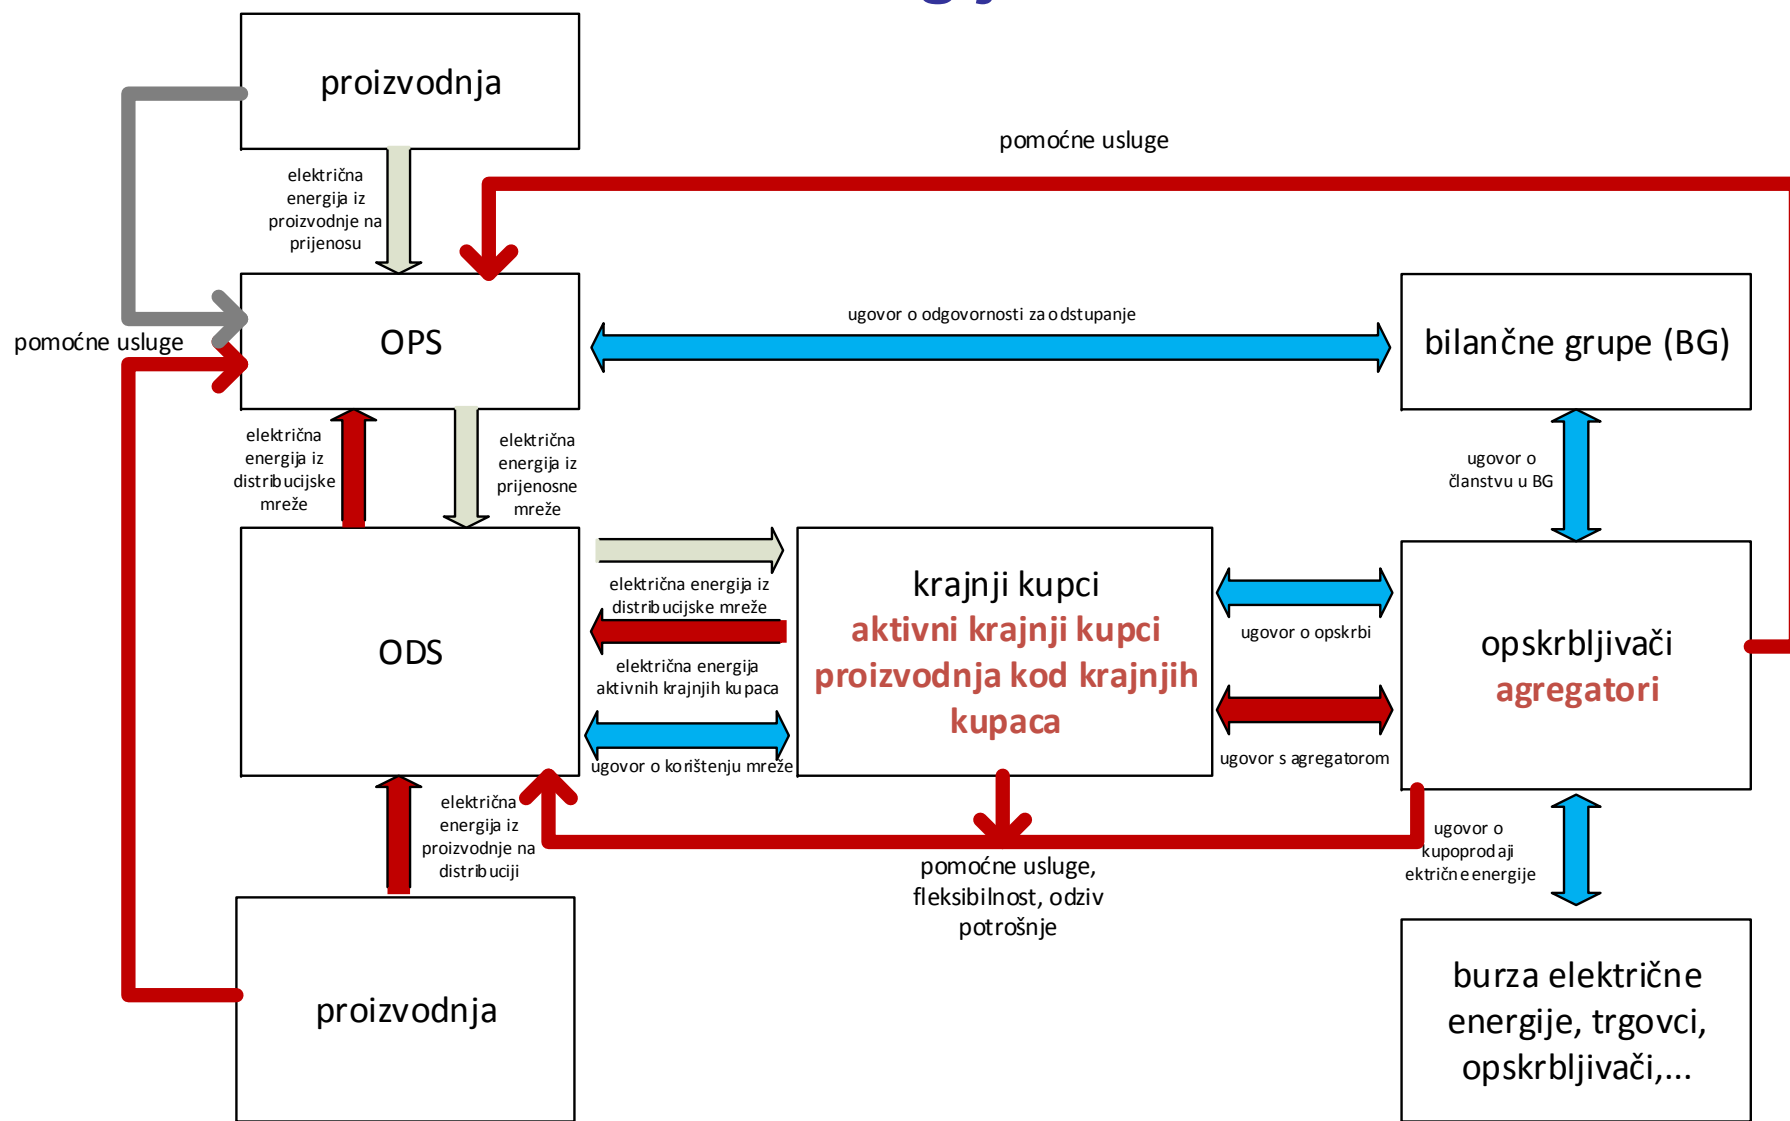 proizvodnja
pomoćne usluge
električna
energija iz
proizvodnje na
prijenosu
OPS
ugovor o odgovornosti za odstupanje
bilančne grupe (BG)
pomoćne usluge
električna
energija iz
distribucijske
mreže
električna
energija iz
prijenosne
mreže
ugovor o
članstvu u BG
ODS
električna energija iz
distribucijske mreže
električna energija
aktivnih krajnjih kupaca
ugovor o korištenju mreže
krajnji kupci
aktivni krajnji kupci
proizvodnja kod krajnjih
kupaca
ugovor o opskrbi
ugovor s agregatorom
opskrbljivači
agregatori
električna
energija iz
proizvodnje na
distribuciji
pomoćne usluge,
fleksibilnost, odziv
potrošnje
ugovor o
kupoprodaji
ektrične energije
proizvodnja
burza električne
energije, trgovci,
opskrbljivači,...